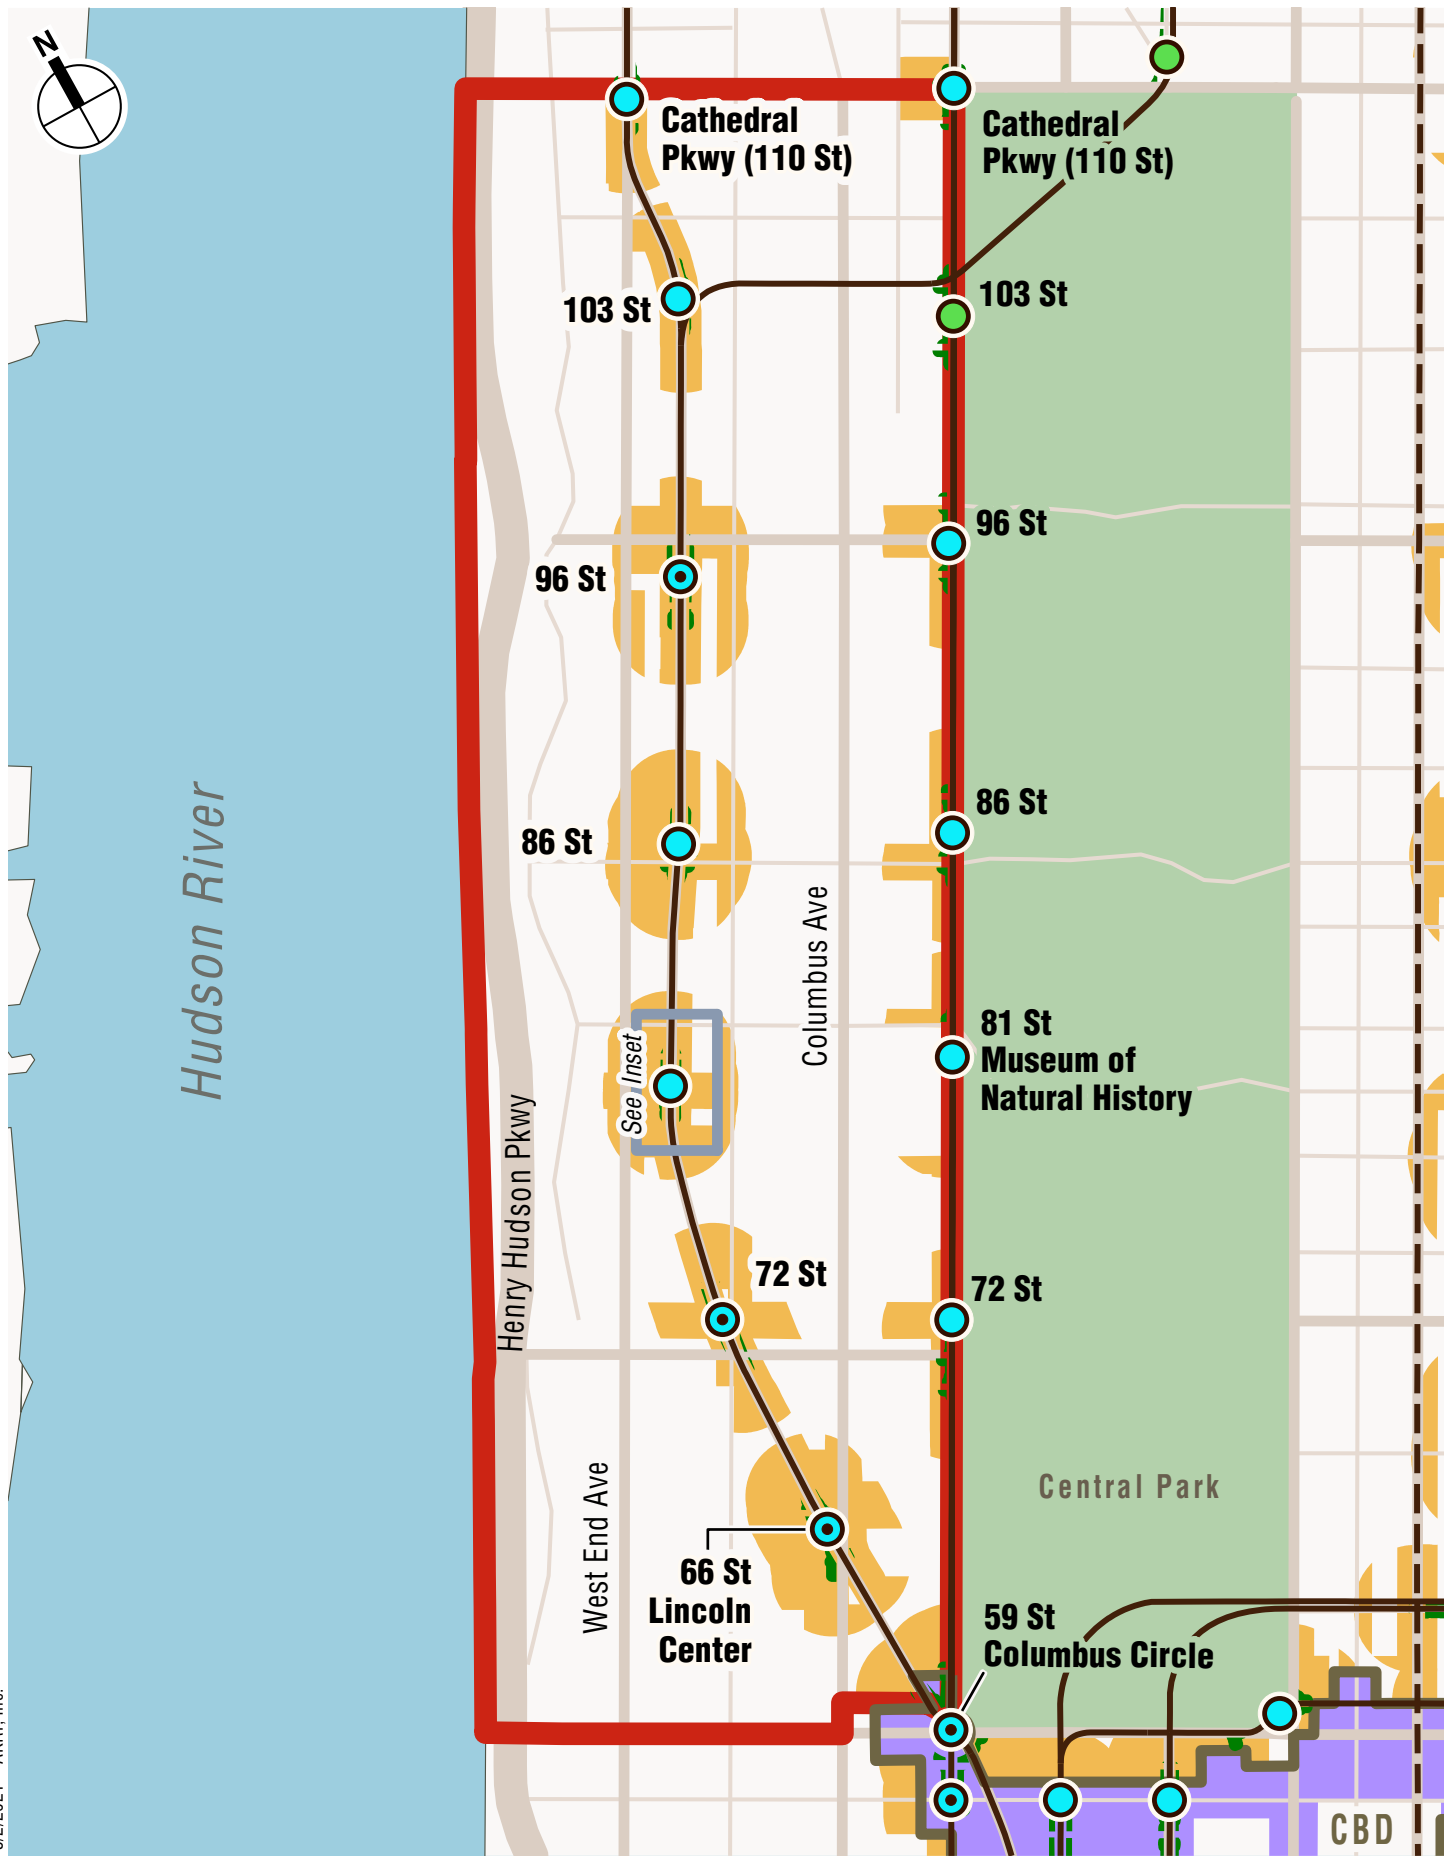 N
Cathedral
Pkwy (110 St)
Cathedral
Pkwy (110 St)
103 St
103 St
96 St
96 St
86 St
86 St
Hudson River
Columbus Ave
See Inset
81 St
Museum of
Natural History
Henry Hudson Pkwy
72 St
72 St
Central Park
West End Ave
66 St
Lincoln
Center
59 St
Columbus Circle
CBD